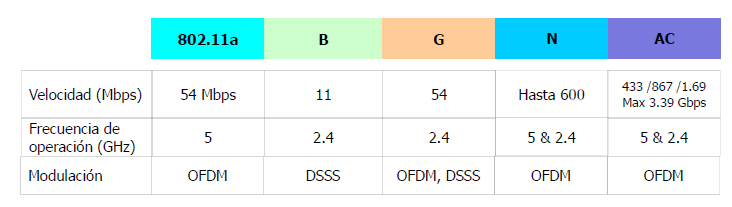 802.11a B G N AC
Velocidad (Mbps) 54 Mbps 11 54 Hasta 600 433 /867 /1.69
Max 3.39 Gbps
Frecuencia de
operación (GHz) 5 2.4 2.4 5 & 2.4 5 & 2.4
Modulación OFDM DSSS OFDM, DSSS OFDM OFDM